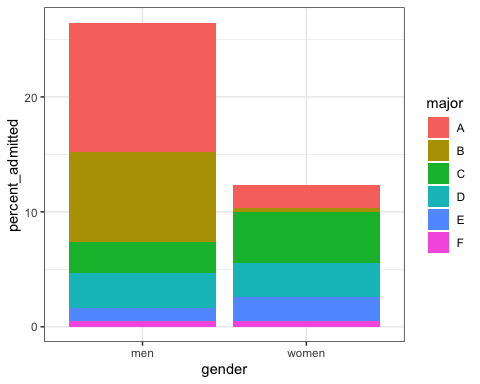 percent_admitted
20
10
0
men
women
gender
major
A
B
C
D
E
F